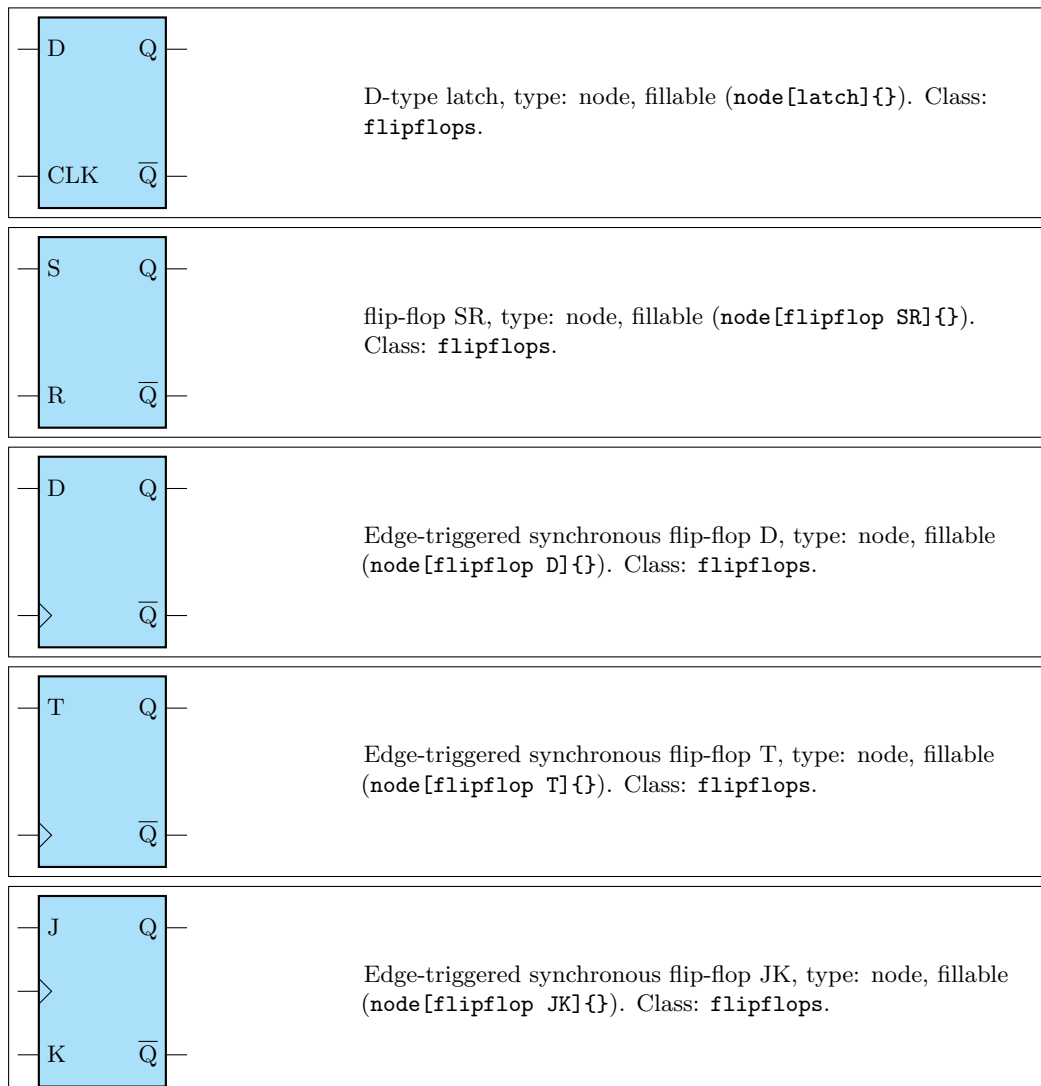 D Q
D-type latch, type: node, fillable (node[latch]{}). Class:
flipflops.
CLK Q̅
S Q
flip-flop SR, type: node, fillable (node[flipflop SR]{}).
Class: flipflops.
R Q̅
D Q
Edge-triggered synchronous flip-flop D, type: node, fillable
(node[flipflop D]{}). Class: flipflops.
Q̅
T Q
Edge-triggered synchronous flip-flop T, type: node, fillable
(node[flipflop T]{}). Class: flipflops.
Q̅
J Q
Edge-triggered synchronous flip-flop JK, type: node, fillable
(node[flipflop JK]{}). Class: flipflops.
K Q̅